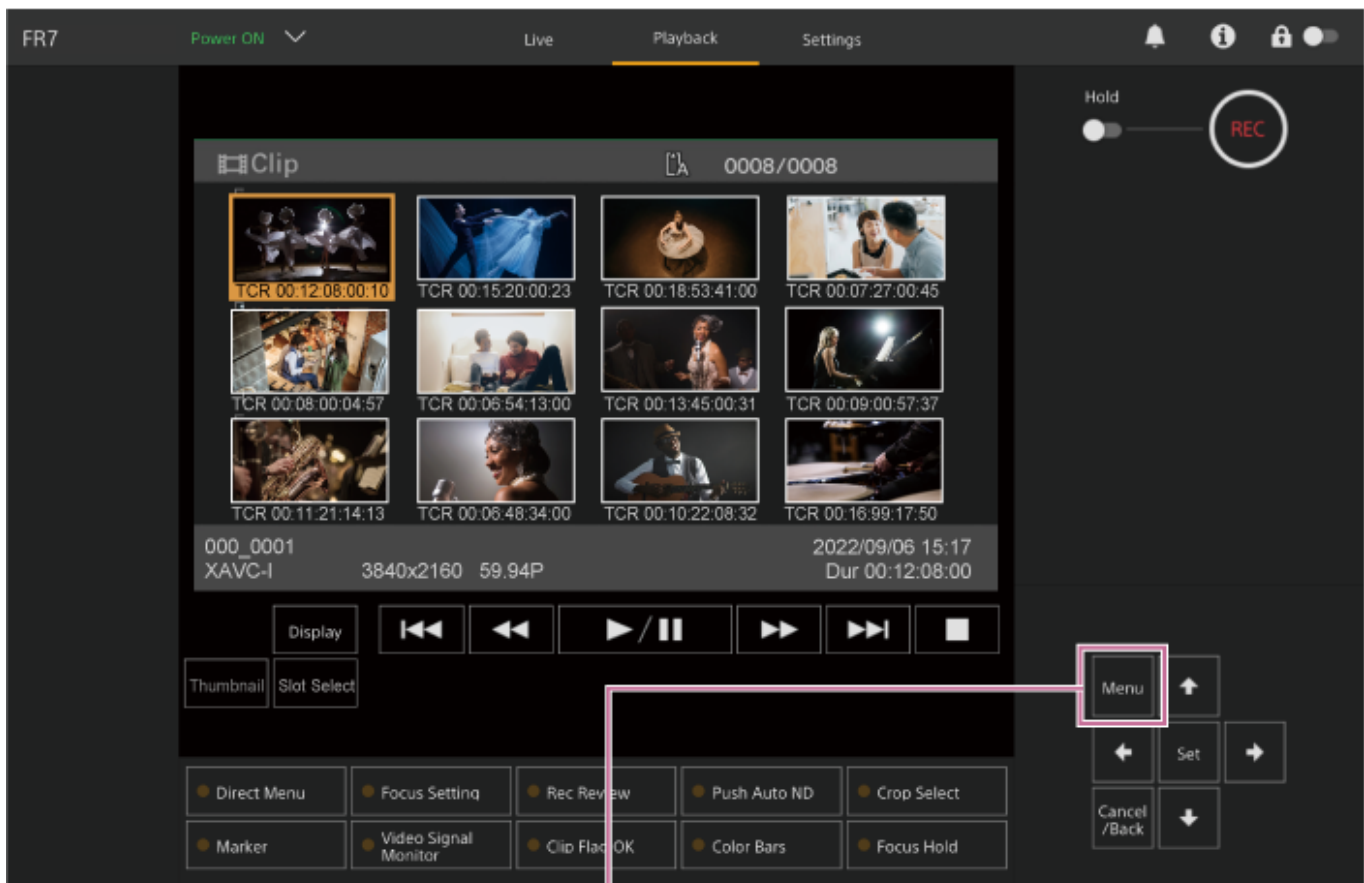 FR7 Power ON Live Playback Settings
Hold
REC
Clip A 0008/0008
TCR 00:12:08:00:10 TCR 00:15:20:00:23 TCR 00:18:53:41:00 TCR 00:07:27:00:45
TCR 00:08:00:04:57 TCR 00:06:54:13:00 TCR 00:13:45:00:31 TCR 00:09:00:57:37
TCR 00:11:21:14:13 TCR 00:06:48:34:00 TCR 00:10:22:08:32 TCR 00:16:99:17:50
000_0001 2022/09/06 15:17
XAVC-I 3840x2160 59.94P Dur 00:12:08:00
Display
Thumbnail Slot Select
Menu
Set
Cancel
/Back
Direct Menu Focus Setting Rec Review Push Auto ND Crop Select
Marker Video Signal
Monitor Clip Flag OK Color Bars Focus Hold